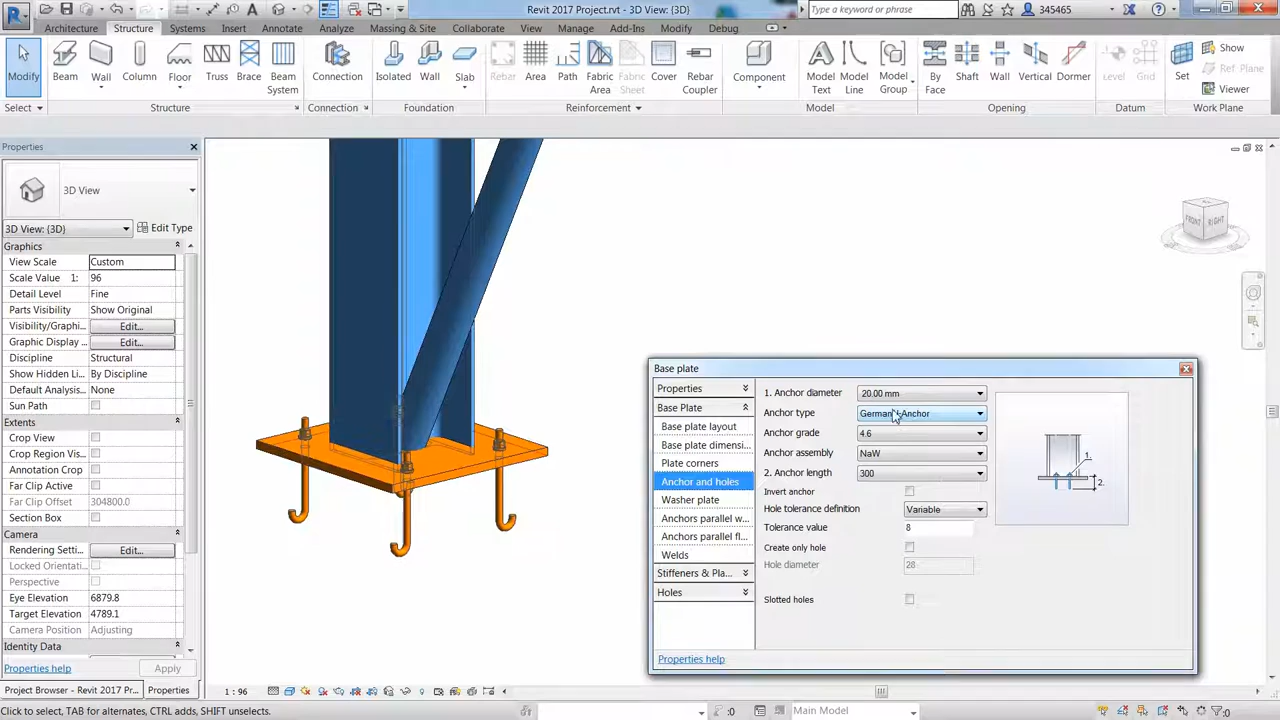 Revit 2017 Project.rvt - 3D View: {3D}
Type a keyword or phrase
345465
Architecture Structure Systems Insert Annotate Analyze Massing & Site Collaborate View Manage Add-Ins Modify Debug
Modify Beam Wall Column Floor Truss Brace Beam System Connection Isolated Wall Slab Rebar Area Path Fabric Area Fabric Sheet Cover Rebar Coupler Component Model Text Model Line Model Group By Face Shaft Wall Vertical Dormer Level Grid Set Show
Ref Plane
Viewer
Select Structure Connection Foundation Reinforcement Model Opening Datum Work Plane
Properties
3D View
3D View: {3D} Edit Type
Graphics
View Scale Custom
Scale Value 1: 96
Detail Level Fine
Parts Visibility Show Original
Visibility/Graphi... Edit...
Graphic Display ... Edit...
Discipline Structural
Show Hidden Li... By Discipline
Default Analysis... None
Sun Path
Extents
Crop View
Crop Region Vis...
Annotation Crop
Far Clip Active
Far Clip Offset 304800.0
Section Box
Camera
Rendering Setti... Edit...
Locked Orientati...
Perspective
Eye Elevation 6879.8
Target Elevation 4789.1
Camera Position Adjusting
Identity Data
Properties help Apply
Project Browser - Revit 2017 Pr... Properties
FRONT RIGHT
Base plate
Properties
Base Plate
Base plate layout
Base plate dimensi...
Plate corners
Anchor and holes
Washer plate
Anchors parallel w...
Anchors parallel fl...
Welds
Stiffeners & Pla...
Holes
1. Anchor diameter 20.00 mm
Anchor type
Anchor grade 4.6
Anchor assembly NaW
2. Anchor length 300
Invert anchor
Hole tolerance definition Variable
Tolerance value 8
Create only hole
Hole diameter 28
Slotted holes
1.
2.
Properties help
1 : 96
Click to select, TAB for alternates, CTRL adds, SHIFT unselects.
:0
Main Model
:0